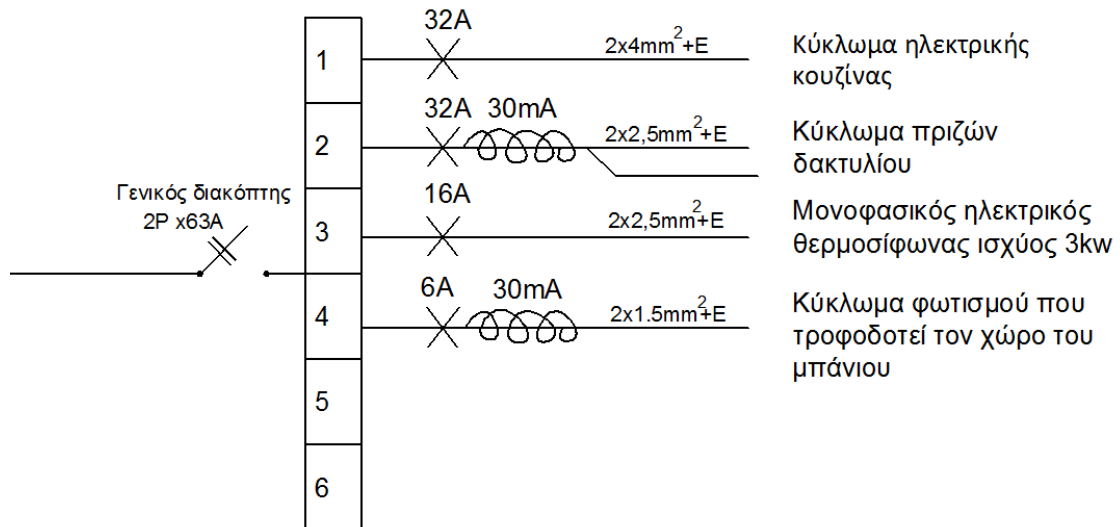 Γενικός διακόπτης
2P x63A
1
32A
2x4mm²+E
Κύκλωμα ηλεκτρικής
κουζίνας
2
32A
30mA
2x2,5mm²+E
Κύκλωμα πριζών
δακτυλίου
3
16A
2x2,5mm²+E
Μονοφασικός ηλεκτρικός
θερμοσίφωνας ισχύος 3kw
4
6A
30mA
2x1.5mm²+E
Κύκλωμα φωτισμού που
τροφοδοτεί τον χώρο του
μπάνιου
5
6